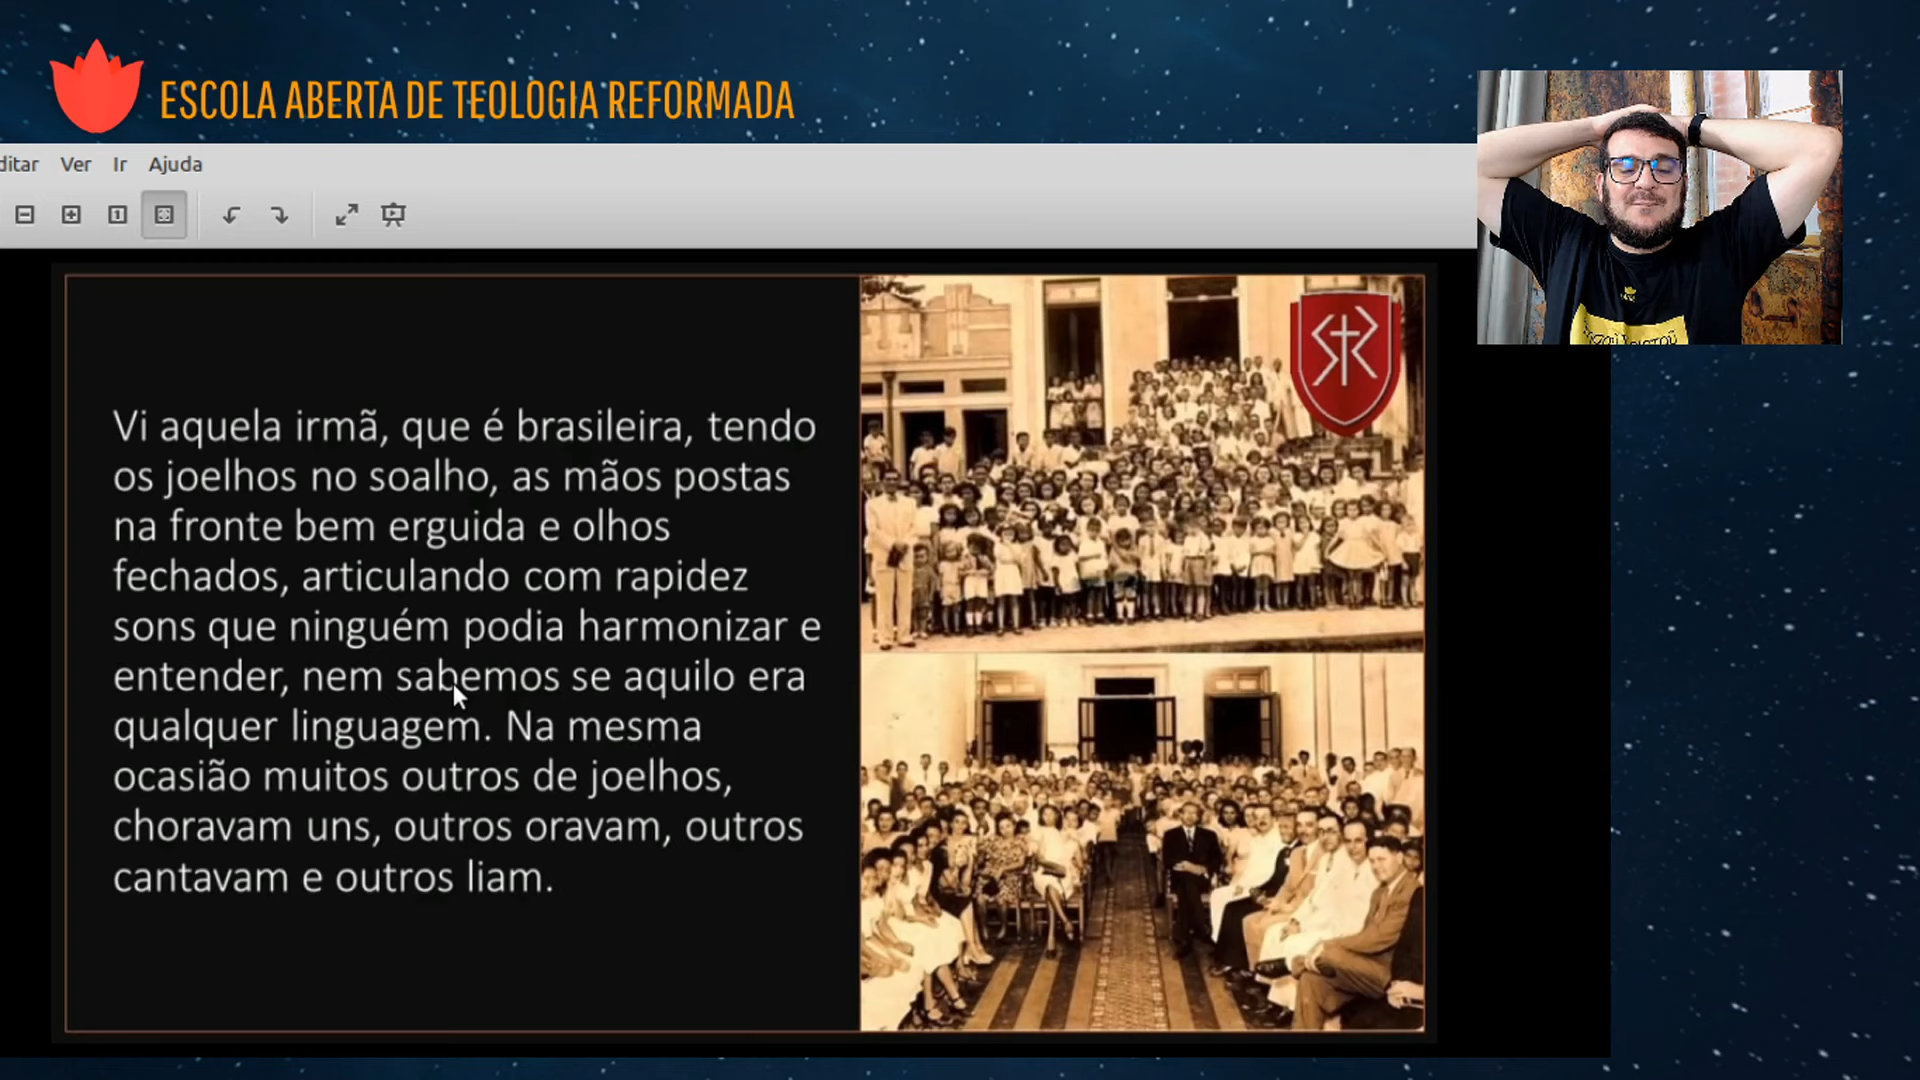 ESCOLA ABERTA DE TEOLOGIA REFORMADA
ditar Ver Ir Ajuda
Vi aquela irmã, que é brasileira, tendo
os joelhos no soalho, as mãos postas
na fronte bem erguida e olhos
fechados, articulando com rapidez
sons que ninguém podia harmonizar e
entender, nem sabemos se aquilo era
qualquer linguagem. Na mesma
ocasião muitos outros de joelhos,
choravam uns, outros oravam, outros
cantavam e outros liam.